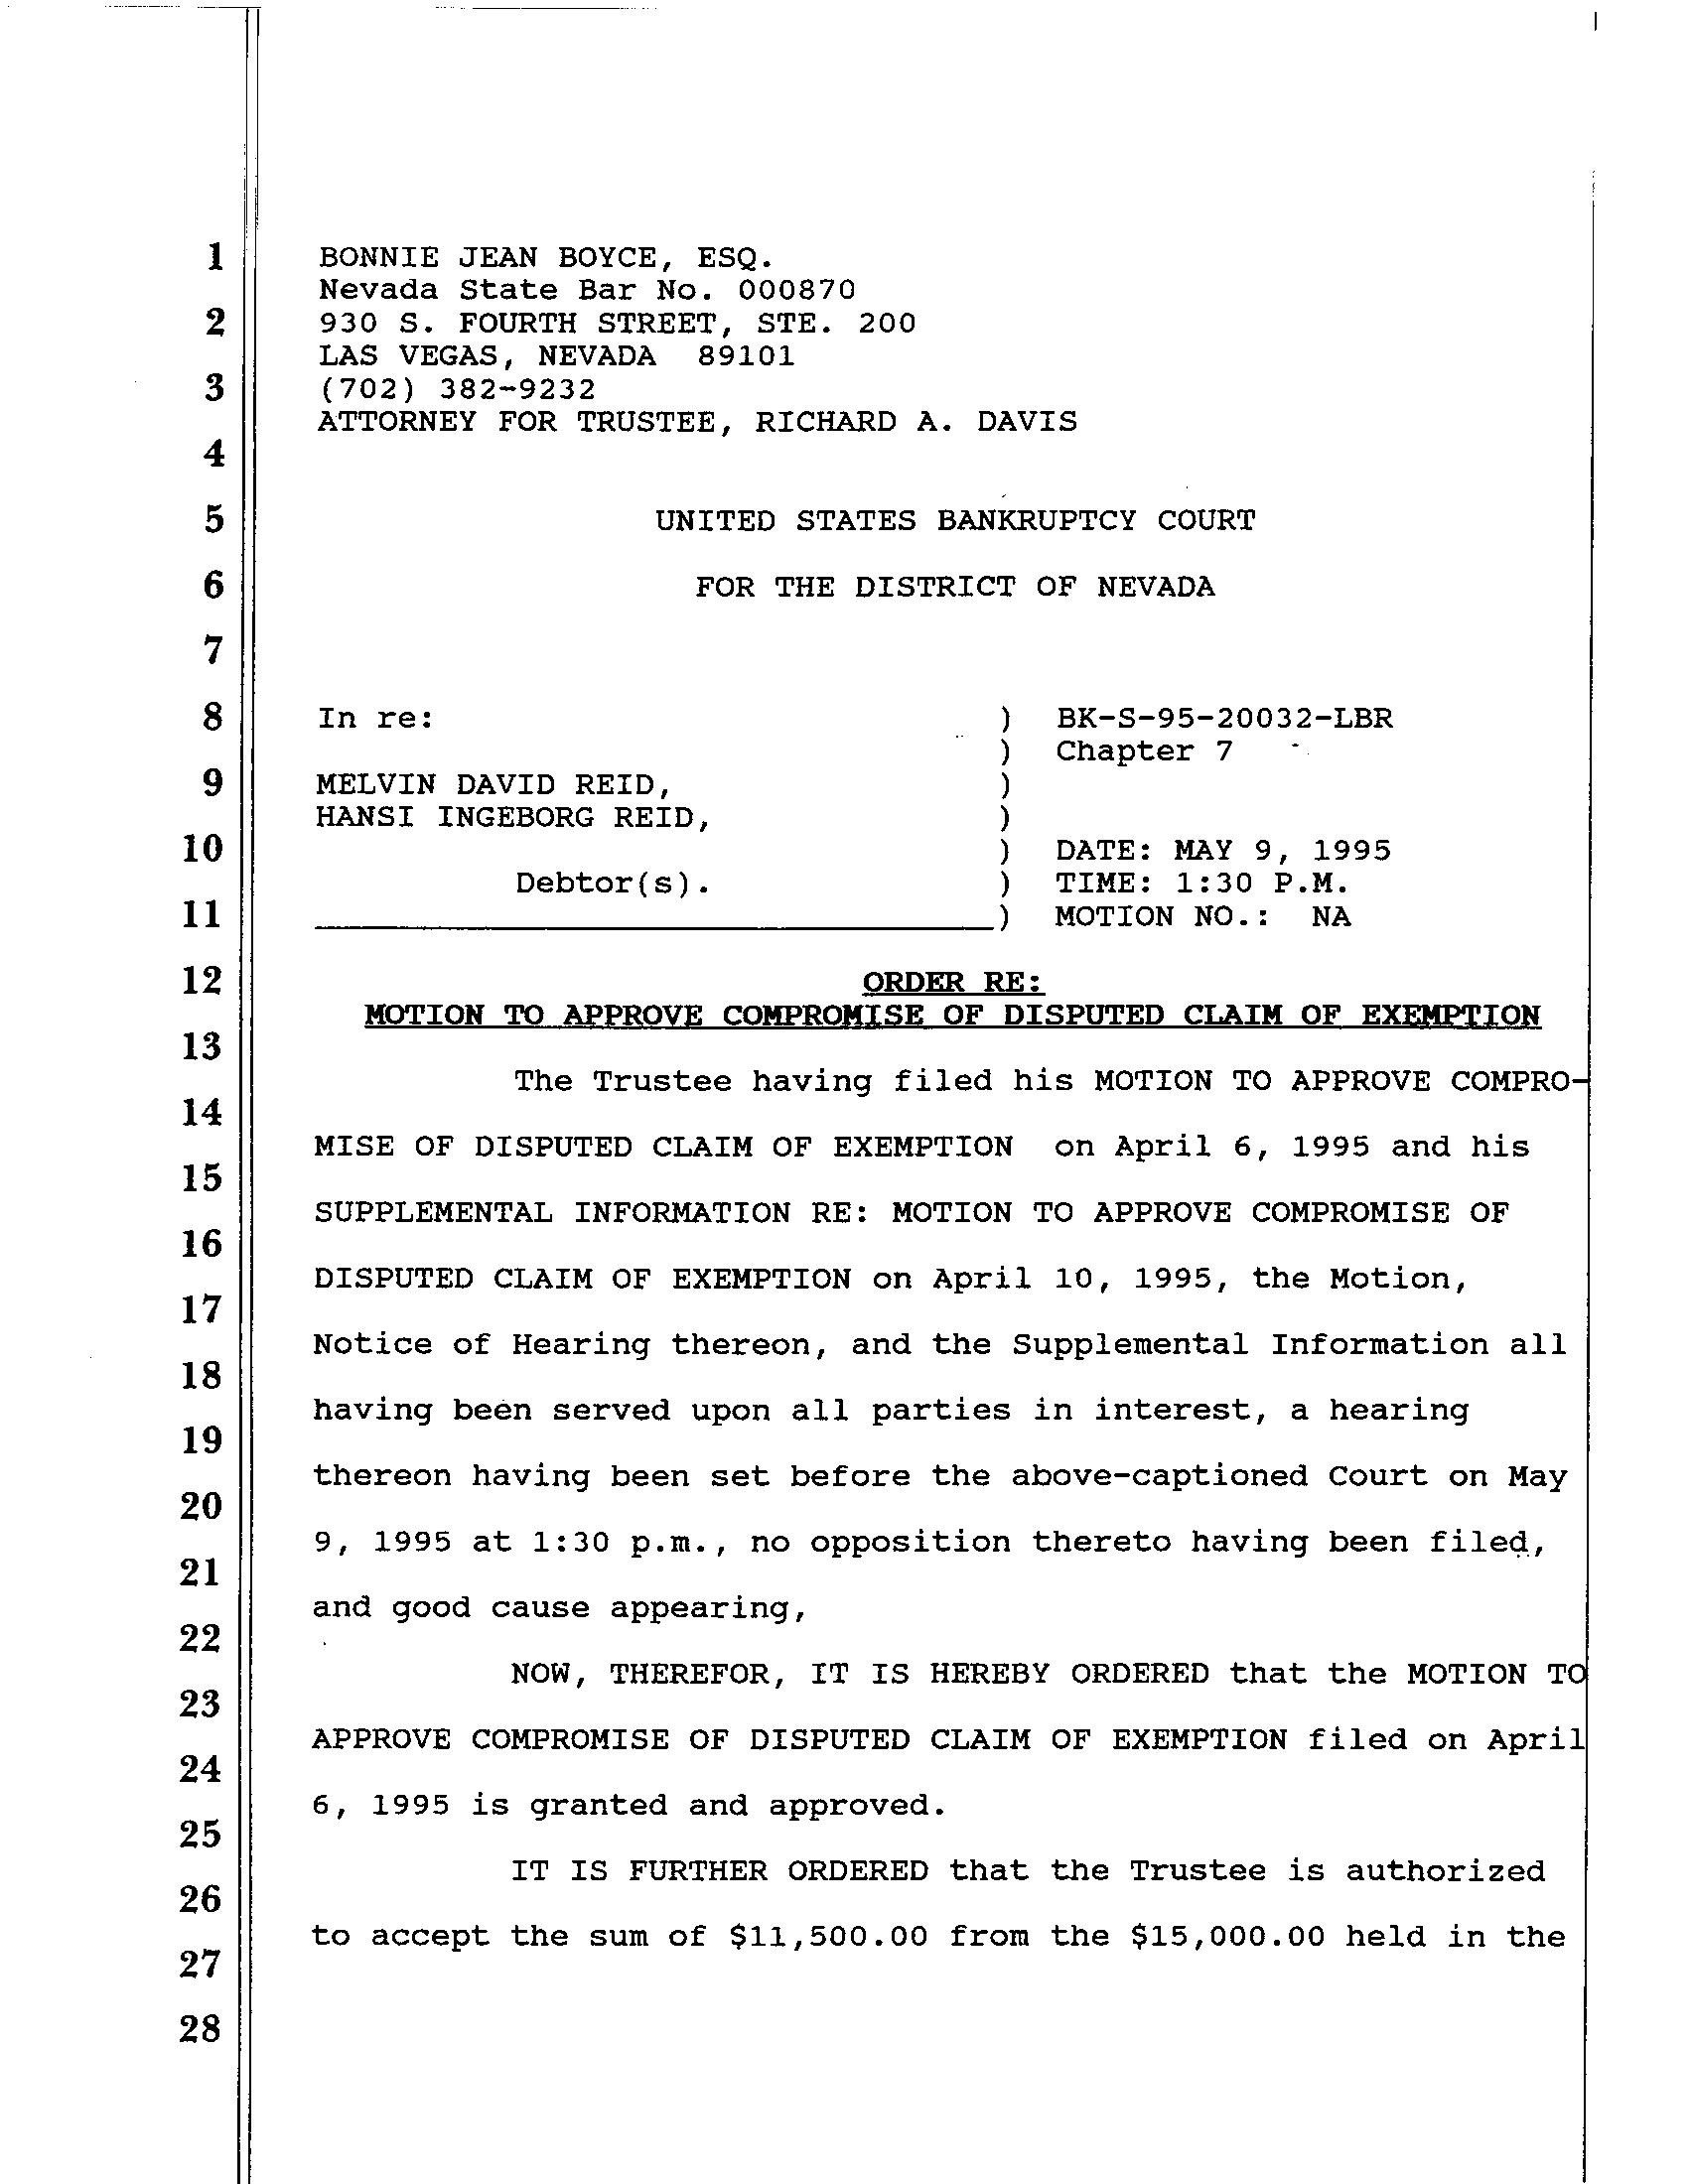 1 BONNIE JEAN BOYCE, ESQ.
Nevada State Bar No. 000870
2 930 S. FOURTH STREET, STE. 200
LAS VEGAS, NEVADA 89101
3 (702) 382-9232
ATTORNEY FOR TRUSTEE, RICHARD A. DAVIS
4
5 UNITED STATES BANKRUPTCY COURT
6 FOR THE DISTRICT OF NEVADA
7
8 In re: ) BK-S-95-20032-LBR
) Chapter 7
9 MELVIN DAVID REID, )
HANSI INGEBORG REID, )
10 ) DATE: MAY 9, 1995
Debtor(s). ) TIME: 1:30 P.M.
11 ) MOTION NO.: NA
12 ORDER RE:
MOTION TO APPROVE COMPROMISE OF DISPUTED CLAIM OF EXEMPTION
13
The Trustee having filed his MOTION TO APPROVE COMPRO-
14
MISE OF DISPUTED CLAIM OF EXEMPTION on April 6, 1995 and his
15
SUPPLEMENTAL INFORMATION RE: MOTION TO APPROVE COMPROMISE OF
16
DISPUTED CLAIM OF EXEMPTION on April 10, 1995, the Motion,
17
Notice of Hearing thereon, and the Supplemental Information all
18
having been served upon all parties in interest, a hearing
19
thereon having been set before the above-captioned Court on May
20
9, 1995 at 1:30 p.m., no opposition thereto having been filed,
21
and good cause appearing,
22
NOW, THEREFOR, IT IS HEREBY ORDERED that the MOTION TO
23
APPROVE COMPROMISE OF DISPUTED CLAIM OF EXEMPTION filed on April
24
6, 1995 is granted and approved.
25
IT IS FURTHER ORDERED that the Trustee is authorized
26
to accept the sum of $11,500.00 from the $15,000.00 held in the
27
28